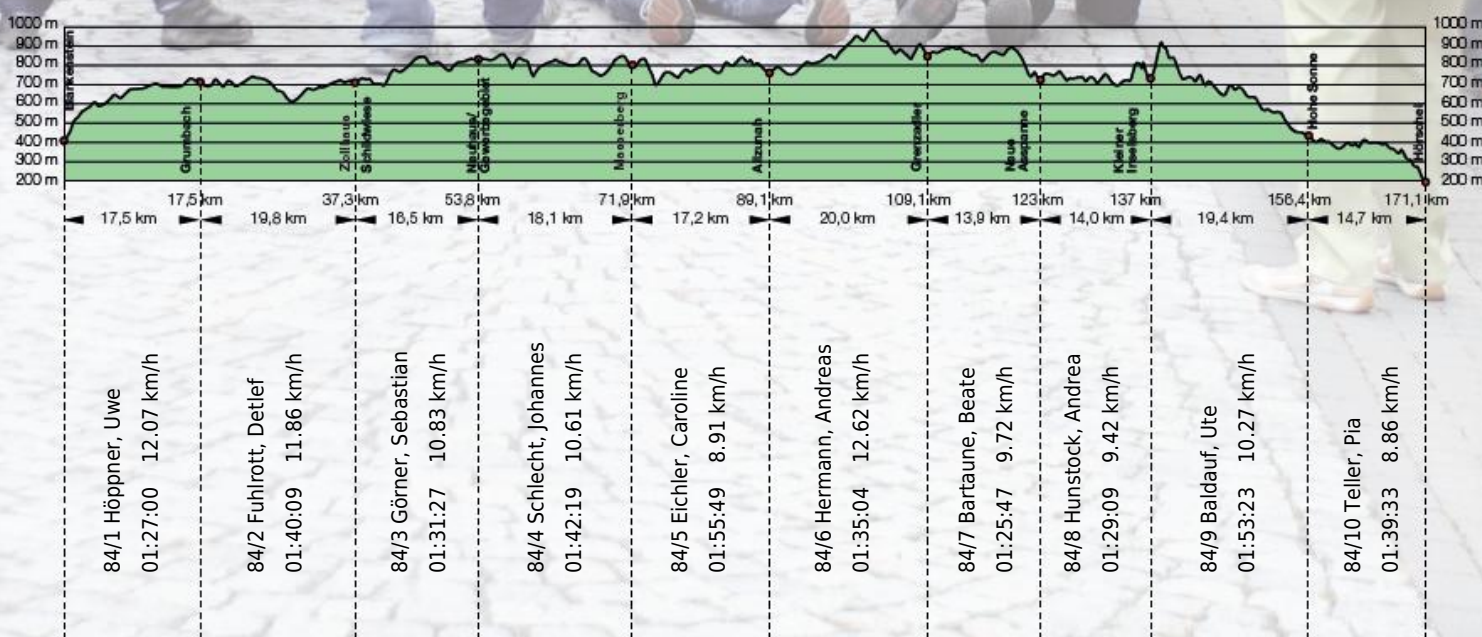 1000 m 1000 m
900 m 900 m
800 m 800 m
700 m 700 m
600 m 600 m
500 m 500 m
400 m 400 m
300 m 300 m
200 m 200 m
Blankenstein
Grumbach
Zollhaus
Schildwiese
Neuhaus/
Masserberg
Allzunah
Grenzadler
Neue
Ausspanne
Kleiner
Inselsberg
Hohe Sonne
Hörschel
17,5 km 37,3 km 53,8 km 71,9 km 89,1 km 109,1 km 123 km 137 km 156,4 km 171,1 km
17,5 km 19,8 km 16,5 km 18,1 km 17,2 km 20,0 km 13,9 km 14,0 km 19,4 km 14,7 km
84/1 Höppner, Uwe
01:27:00 12.07 km/h
84/2 Fuhlrott, Detlef
01:40:09 11.86 km/h
84/3 Görner, Sebastian
01:31:27 10.83 km/h
84/4 Schlecht, Johannes
01:42:19 10.61 km/h
84/5 Eichler, Caroline
01:55:49 8.91 km/h
84/6 Hermann, Andreas
01:35:04 12.62 km/h
84/7 Bartaune, Beate
01:25:47 9.72 km/h
84/8 Hunstock, Andrea
01:29:09 9.42 km/h
84/9 Baldauf, Ute
01:53:23 10.27 km/h
84/10 Teller, Pia
01:39:33 8.86 km/h